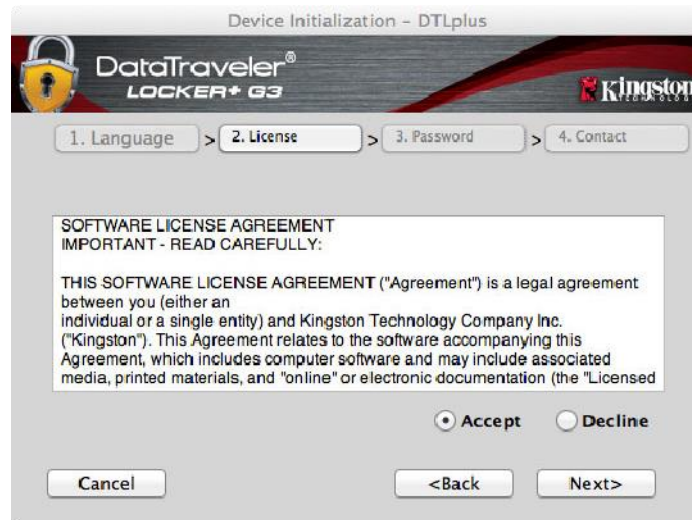 Device Initialization - DTLplus
DataTraveler®
LOCKER+ G3
Kingston
TECHNOLOGY
1. Language > 2. License > 3. Password > 4. Contact
SOFTWARE LICENSE AGREEMENT
IMPORTANT - READ CAREFULLY:
THIS SOFTWARE LICENSE AGREEMENT ("Agreement") is a legal agreement
between you (either an
individual or a single entity) and Kingston Technology Company Inc.
("Kingston"). This Agreement relates to the software accompanying this
Agreement, which includes computer software and may include associated
media, printed materials, and "online" or electronic documentation (the "Licensed
Accept Decline
Cancel <Back Next>